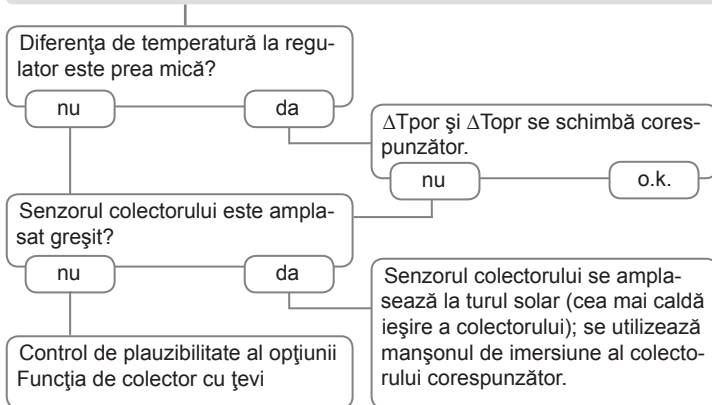 Diferenţa de temperatură la regu-
lator este prea mică?
nu
da
ΔTpor şi ΔTopr se schimbă cores-
punzător.
nu
o.k.
Senzorul colectorului este ampla-
sat greşit?
nu
da
Senzorul colectorului se ampla-
sează la turul solar (cea mai caldă
ieşire a colectorului); se utilizează
manşonul de imersiune al colecto-
rului corespunzător.
Control de plauzibilitate al opţiunii
Funcţia de colector cu ţevi